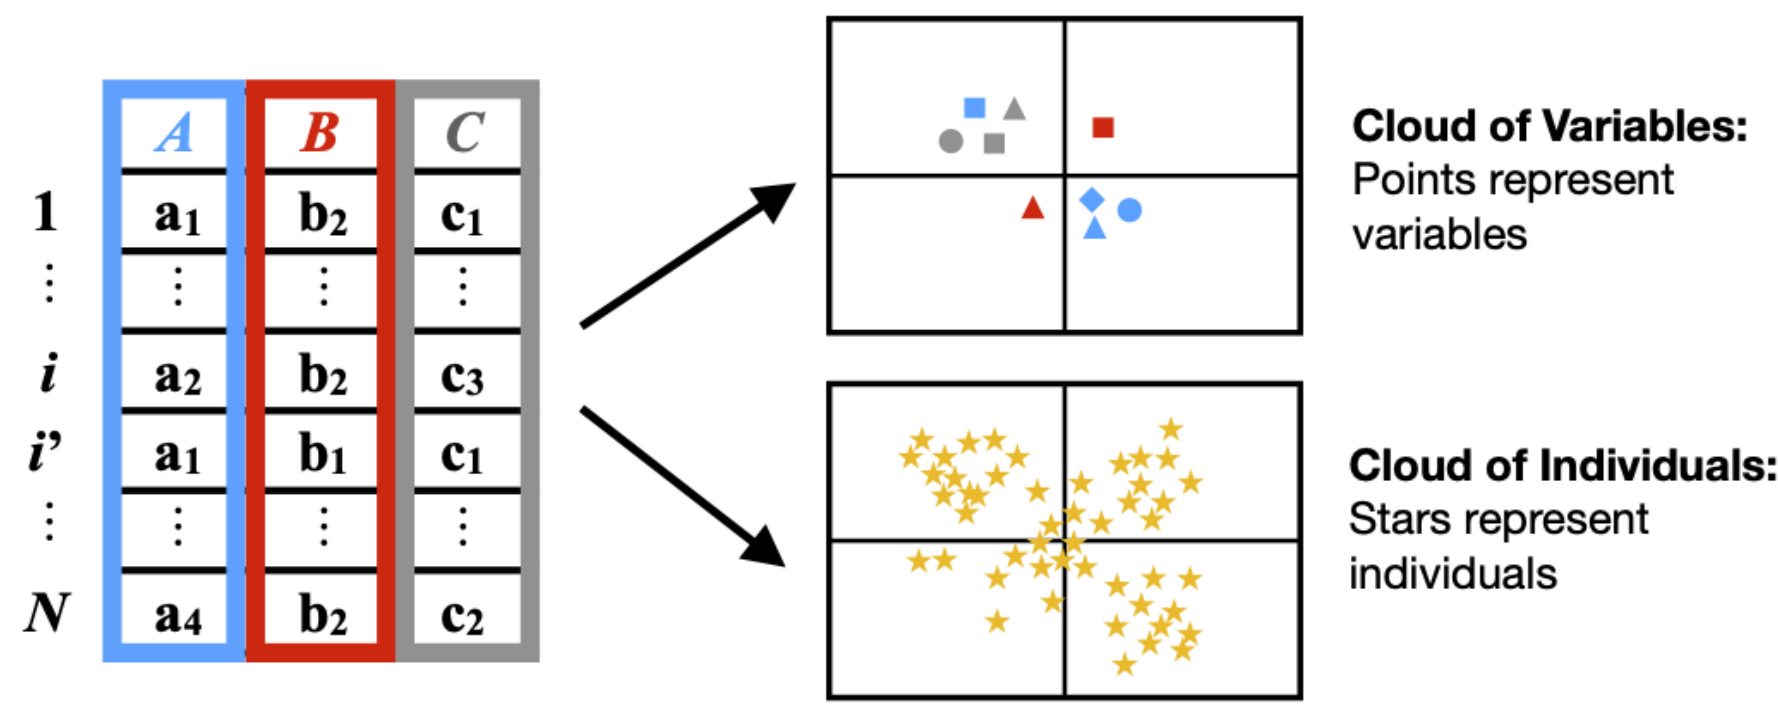 A B C
1 a1 b2 c1
⋮ ⋮ ⋮ ⋮
i a2 b2 c3
i’ a1 b1 c1
⋮ ⋮ ⋮ ⋮
N a4 b2 c2
Cloud of Variables:
Points represent
variables
Cloud of Individuals:
Stars represent
individuals